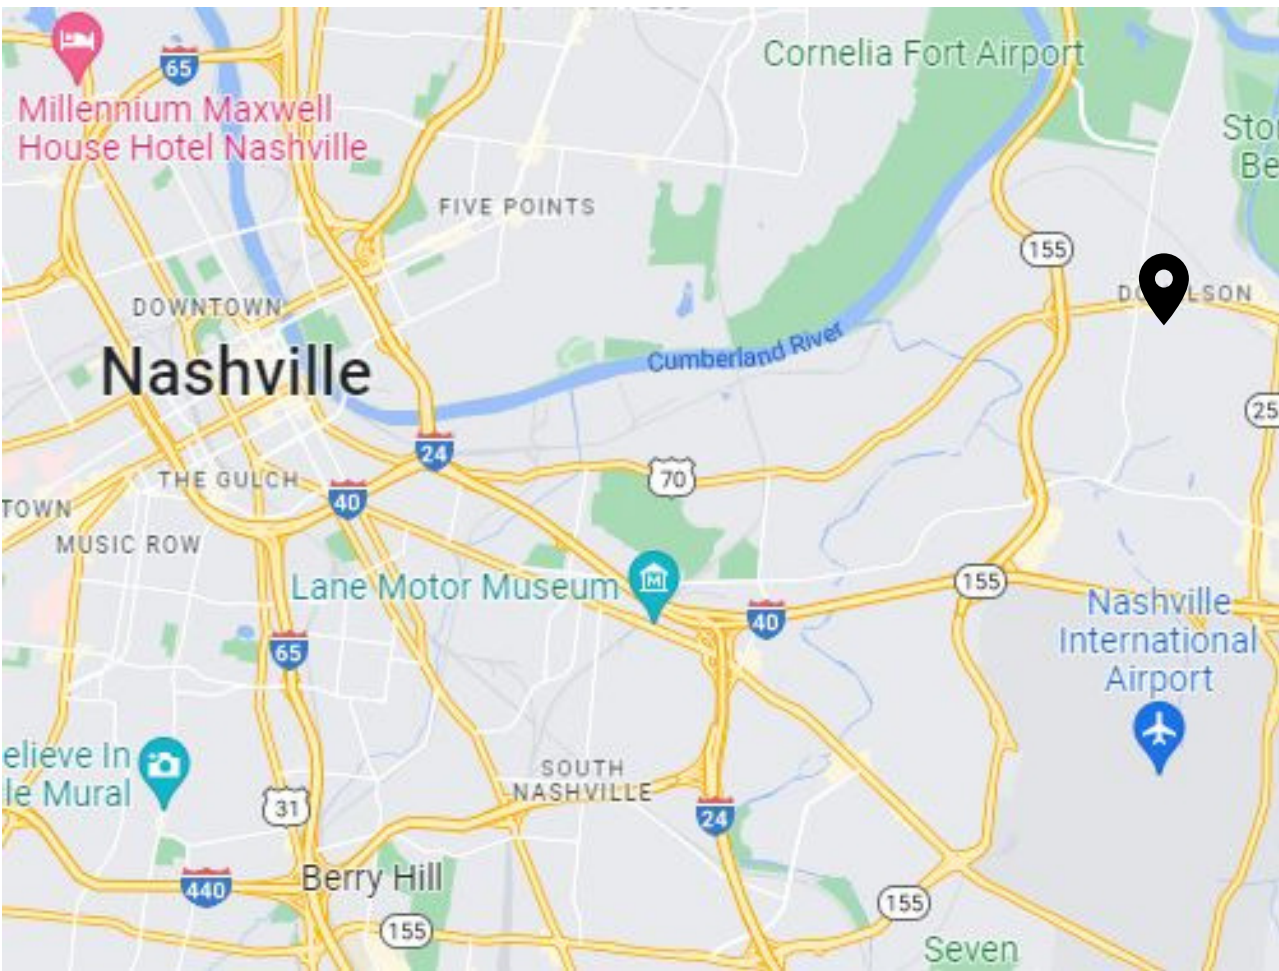 65
Cornelia Fort Airport
Millennium Maxwell
House Hotel Nashville
Sto
Be
FIVE POINTS
155
DOWNTOWN
Nashville
Cumberland River
25
24
70
THE GULCH
40
TOWN
MUSIC ROW
Lane Motor Museum
155
40
Nashville
International
Airport
65
elieve In
le Mural
SOUTH
NASHVILLE
31
24
Berry Hill
440
155
155
Seven